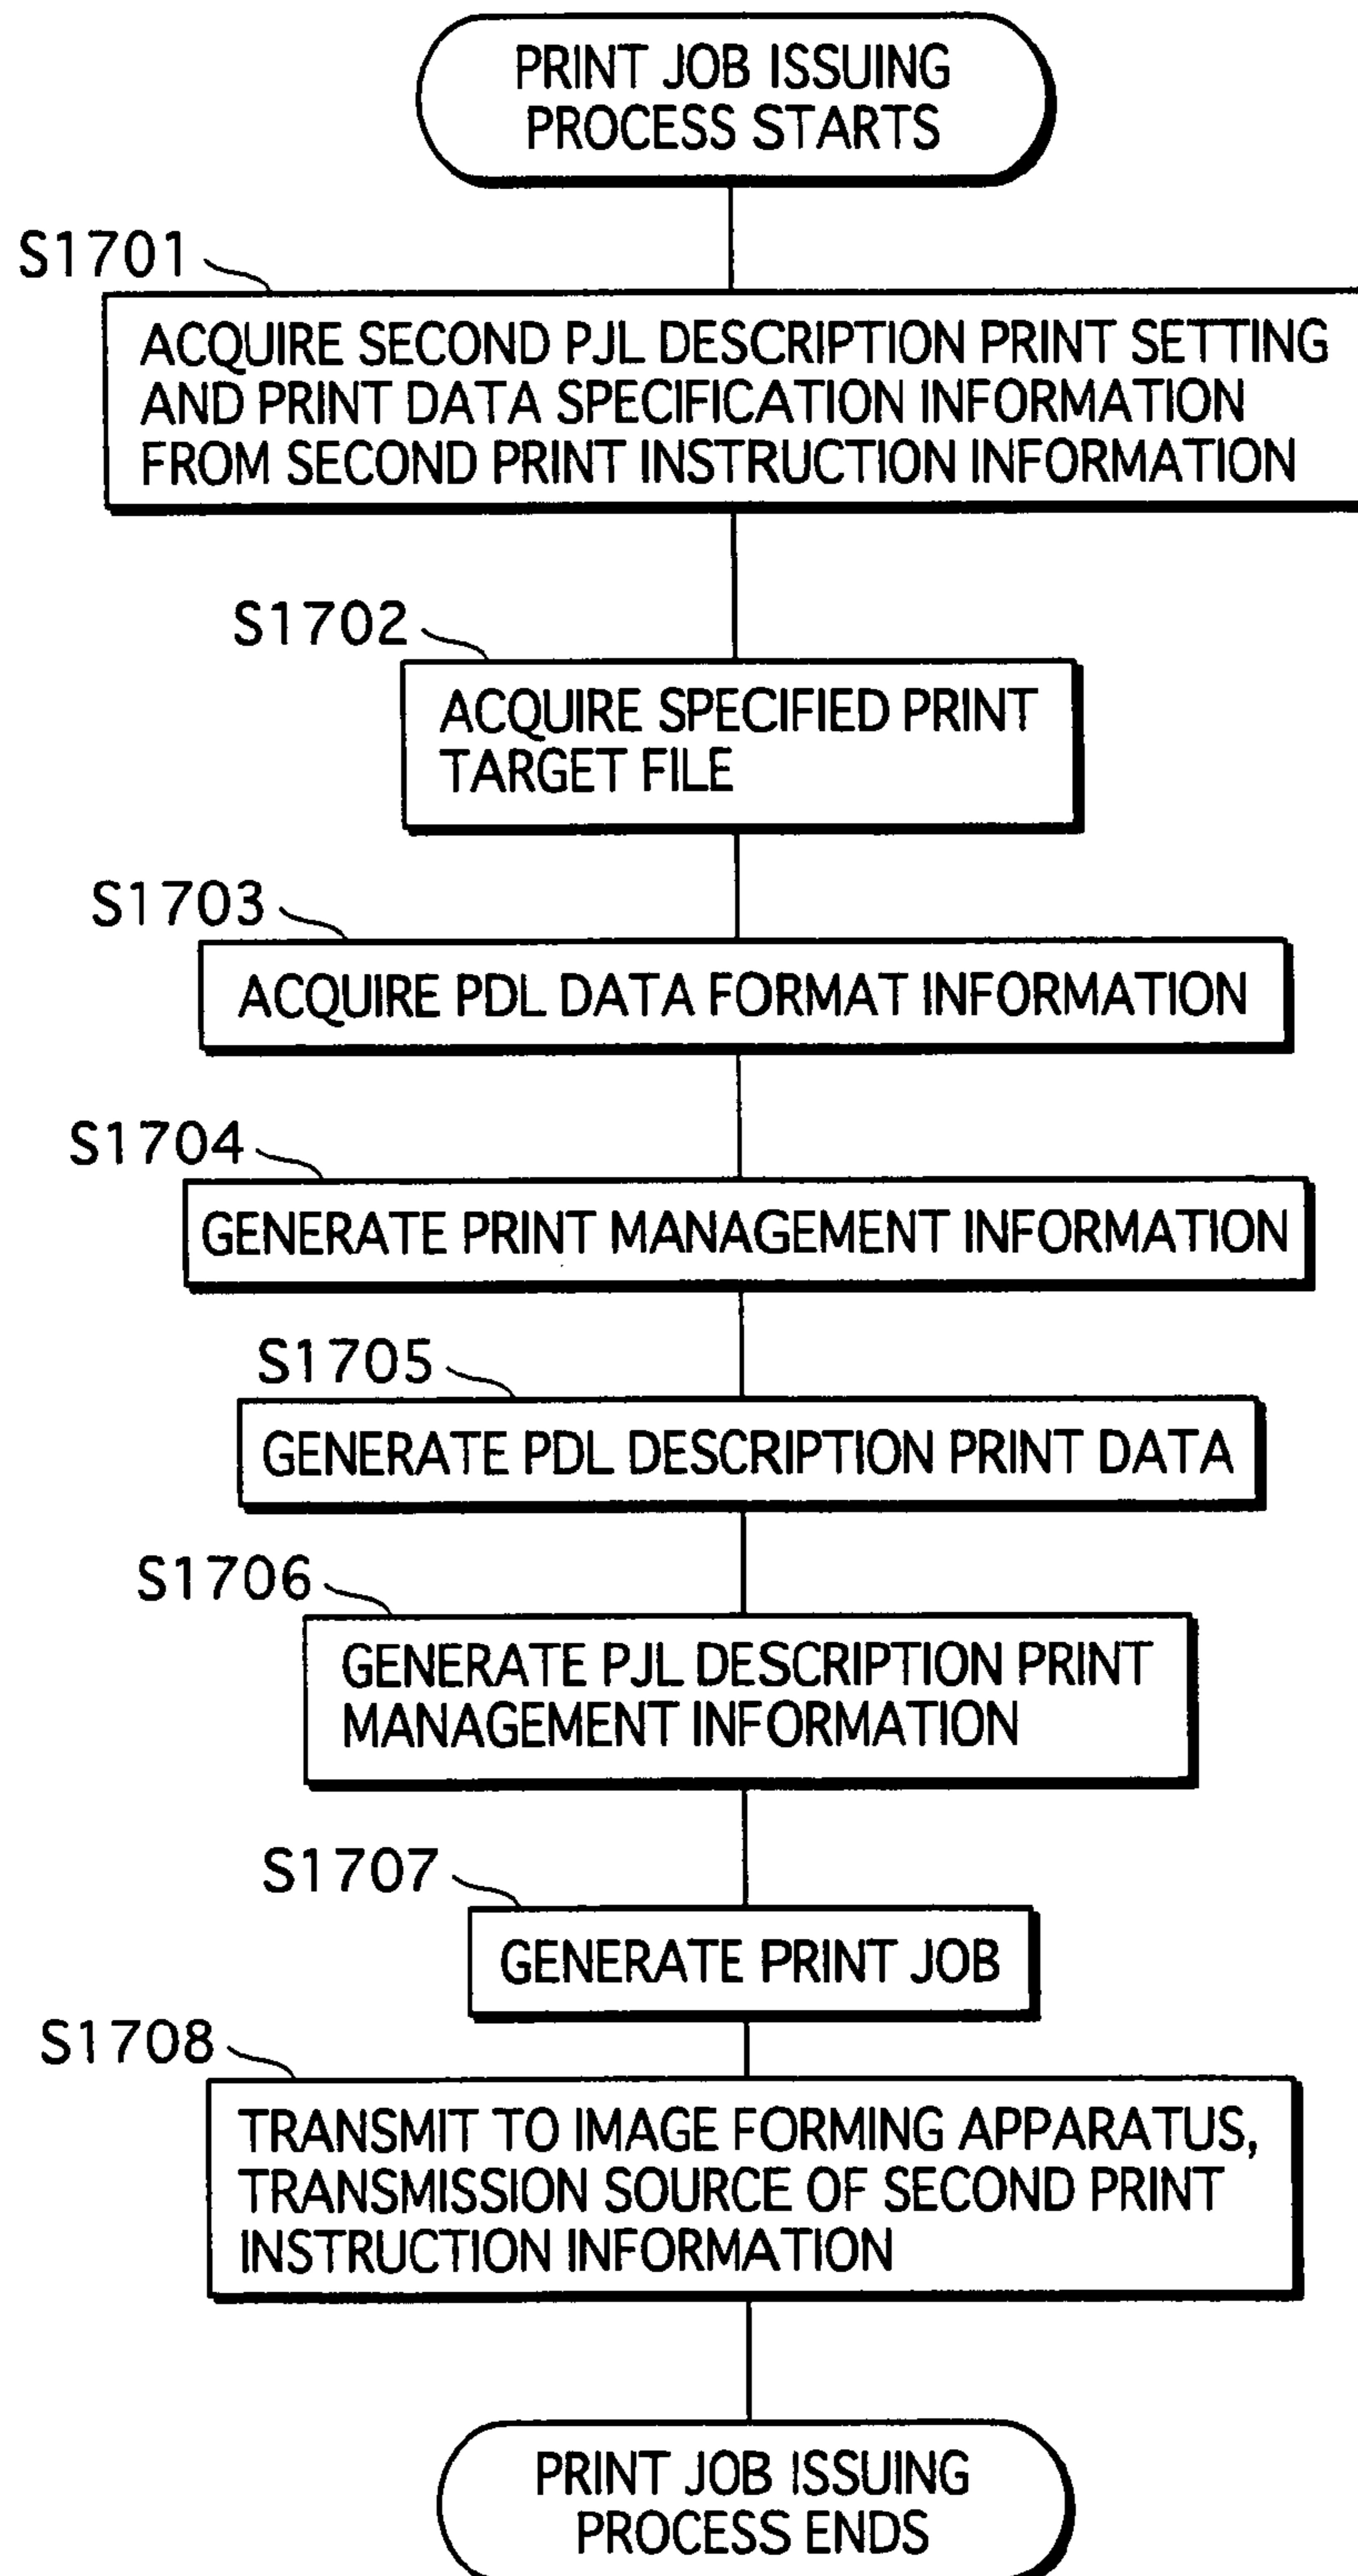 PRINT JOB ISSUING
PROCESS STARTS
S1701
ACQUIRE SECOND PJL DESCRIPTION PRINT SETTING
AND PRINT DATA SPECIFICATION INFORMATION
FROM SECOND PRINT INSTRUCTION INFORMATION
S1702
ACQUIRE SPECIFIED PRINT
TARGET FILE
S1703
ACQUIRE PDL DATA FORMAT INFORMATION
S1704
GENERATE PRINT MANAGEMENT INFORMATION
S1705
GENERATE PDL DESCRIPTION PRINT DATA
S1706
GENERATE PJL DESCRIPTION PRINT
MANAGEMENT INFORMATION
S1707
GENERATE PRINT JOB
S1708
TRANSMIT TO IMAGE FORMING APPARATUS,
TRANSMISSION SOURCE OF SECOND PRINT
INSTRUCTION INFORMATION
PRINT JOB ISSUING
PROCESS ENDS